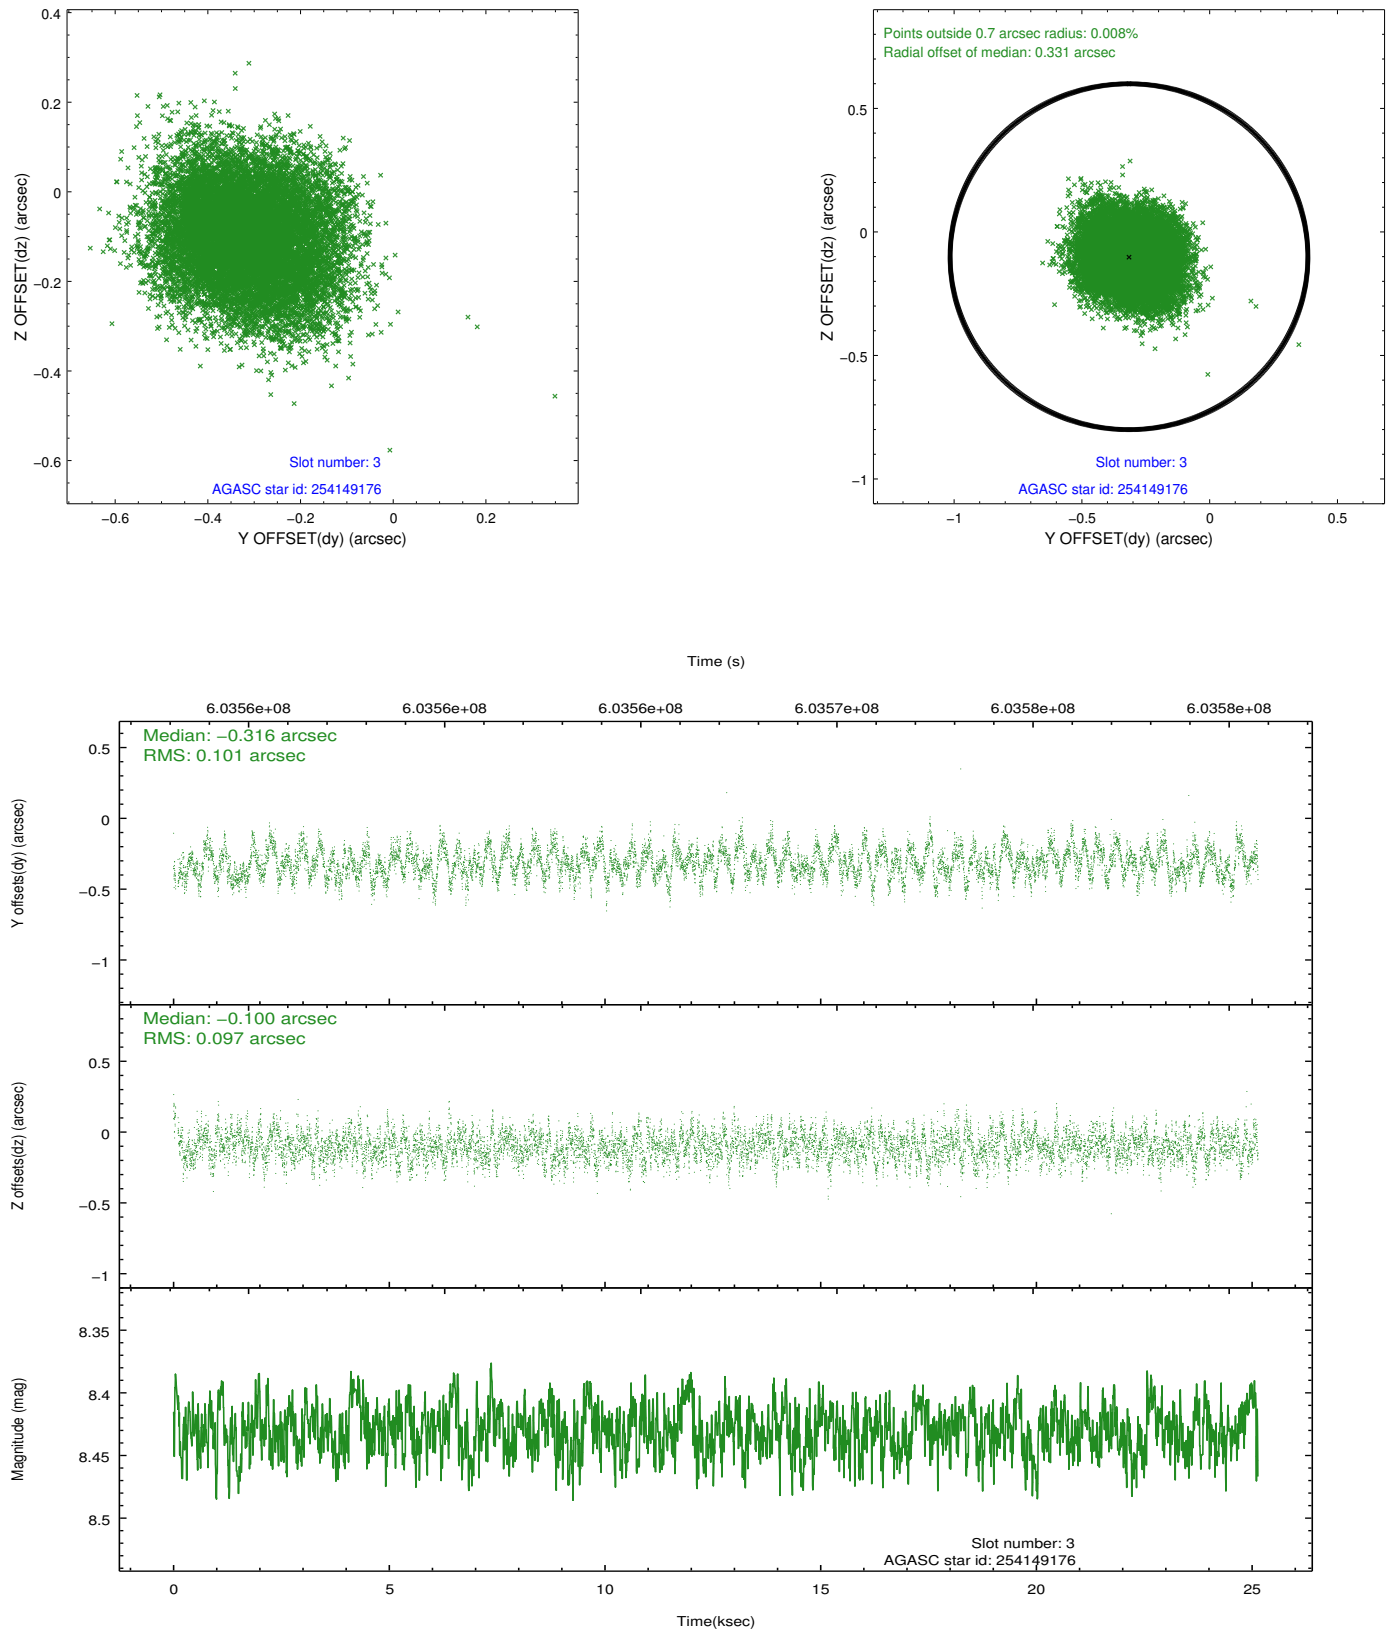 0.4
0.2
0
−0.2
−0.4
−0.6
Z OFFSET(dz) (arcsec)
Slot number: 3
AGASC star id: 254149176
−0.6
−0.4
−0.2
0
0.2
Y OFFSET(dy) (arcsec)
Points outside 0.7 arcsec radius: 0.008%
Radial offset of median: 0.331 arcsec
0.5
0
−0.5
−1
Z OFFSET(dz) (arcsec)
Slot number: 3
AGASC star id: 254149176
−1
−0.5
0
0.5
Y OFFSET(dy) (arcsec)
Time (s)
6.0356e+08
6.0356e+08
6.0356e+08
6.0357e+08
6.0358e+08
6.0358e+08
Median: −0.316 arcsec
RMS: 0.101 arcsec
0.5
0
−0.5
−1
Y offsets(dy) (arcsec)
Median: −0.100 arcsec
RMS: 0.097 arcsec
0.5
0
−0.5
−1
Z offsets(dz) (arcsec)
8.35
8.4
8.45
8.5
Magnitude (mag)
Slot number: 3
AGASC star id: 254149176
0
5
10
15
20
25
Time(ksec)